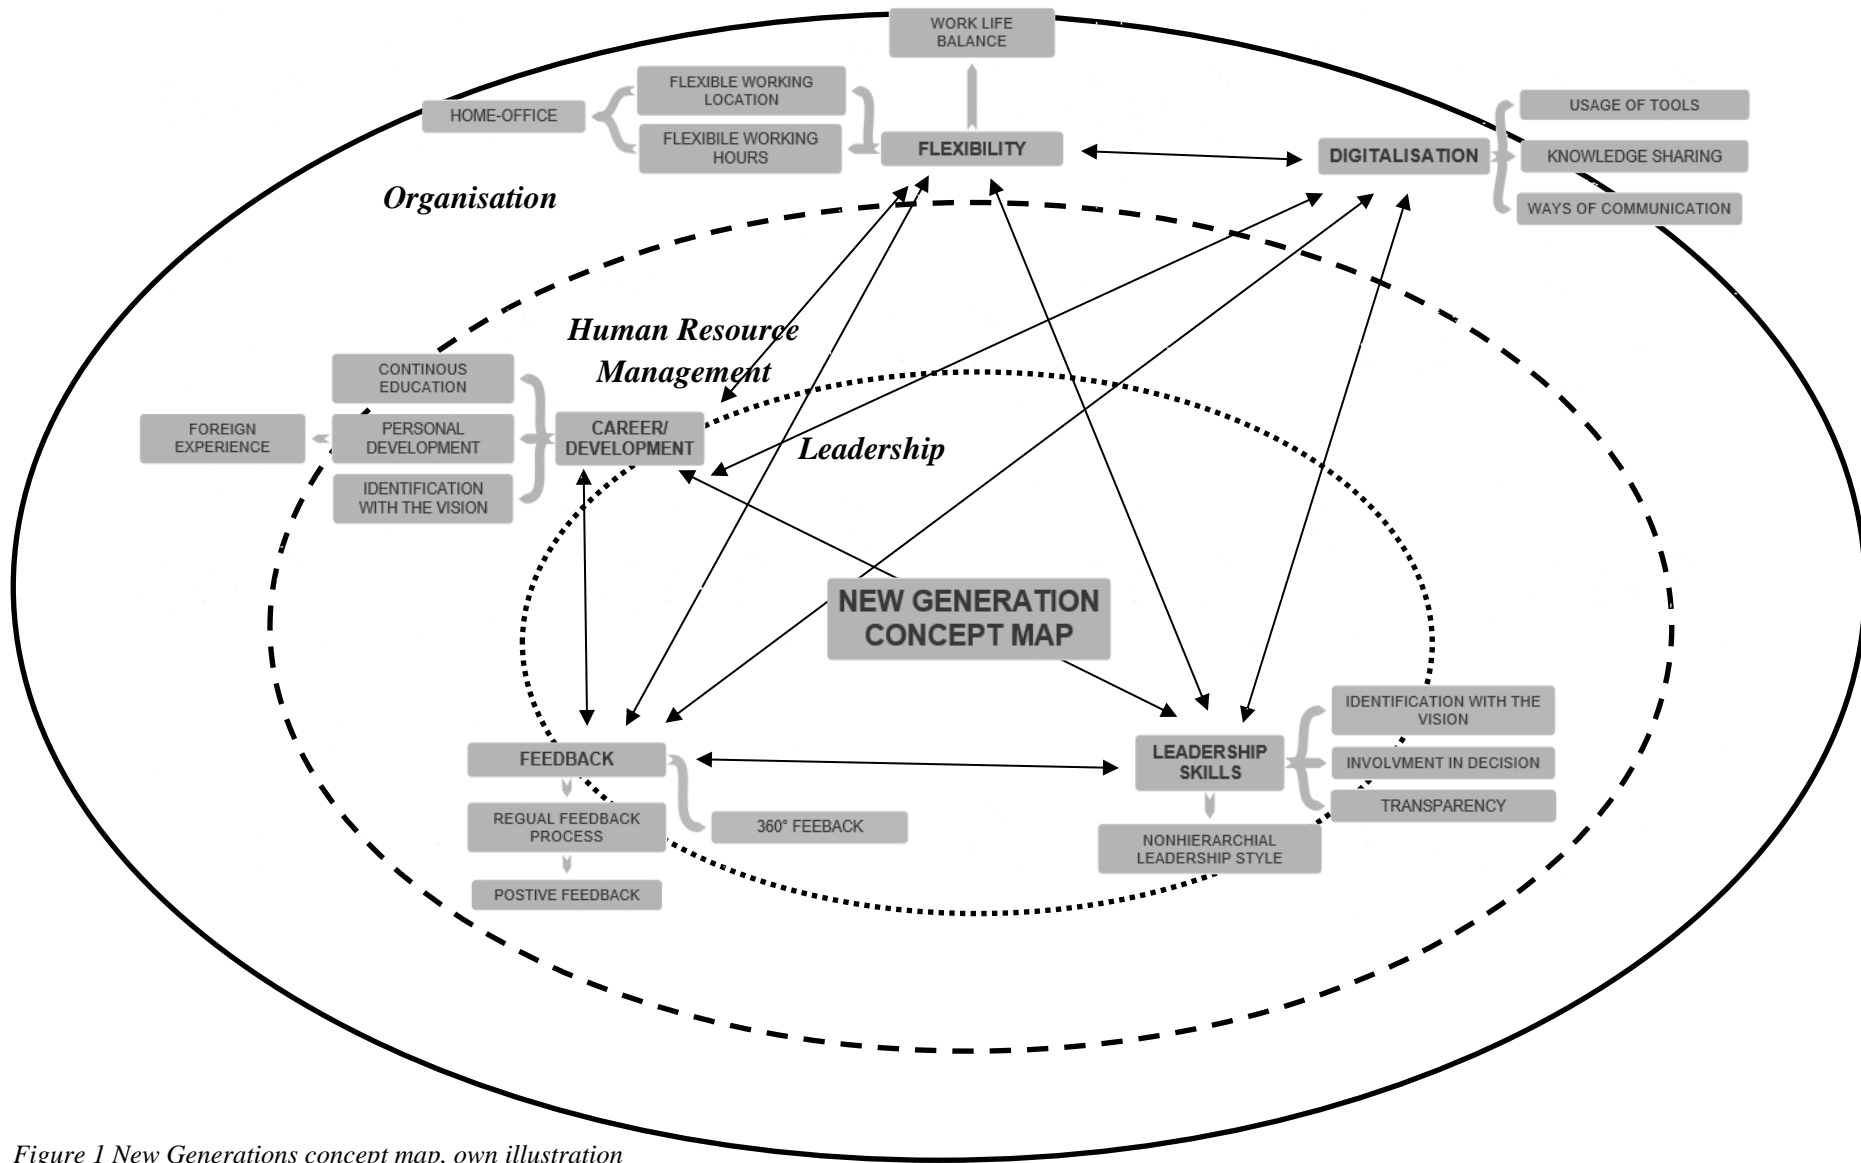 WORK LIFE
BALANCE
FLEXIBLE WORKING
LOCATION
HOME-OFFICE
FLEXIBILE WORKING
HOURS
FLEXIBILITY
DIGITALISATION
USAGE OF TOOLS
KNOWLEDGE SHARING
WAYS OF COMMUNICATION
Organisation
Human Resource
Management
CONTINOUS
EDUCATION
FOREIGN
EXPERIENCE
PERSONAL
DEVELOPMENT
CAREER/
DEVELOPMENT
IDENTIFICATION
WITH THE VISION
Leadership
NEW GENERATION
CONCEPT MAP
FEEDBACK
REGUAL FEEDBACK
PROCESS
POSTIVE FEEDBACK
360° FEEBACK
LEADERSHIP
SKILLS
IDENTIFICATION WITH THE
VISION
INVOLVMENT IN DECISION
TRANSPARENCY
NONHIERARCHIAL
LEADERSHIP STYLE
Figure 1 New Generations concept map, own illustration